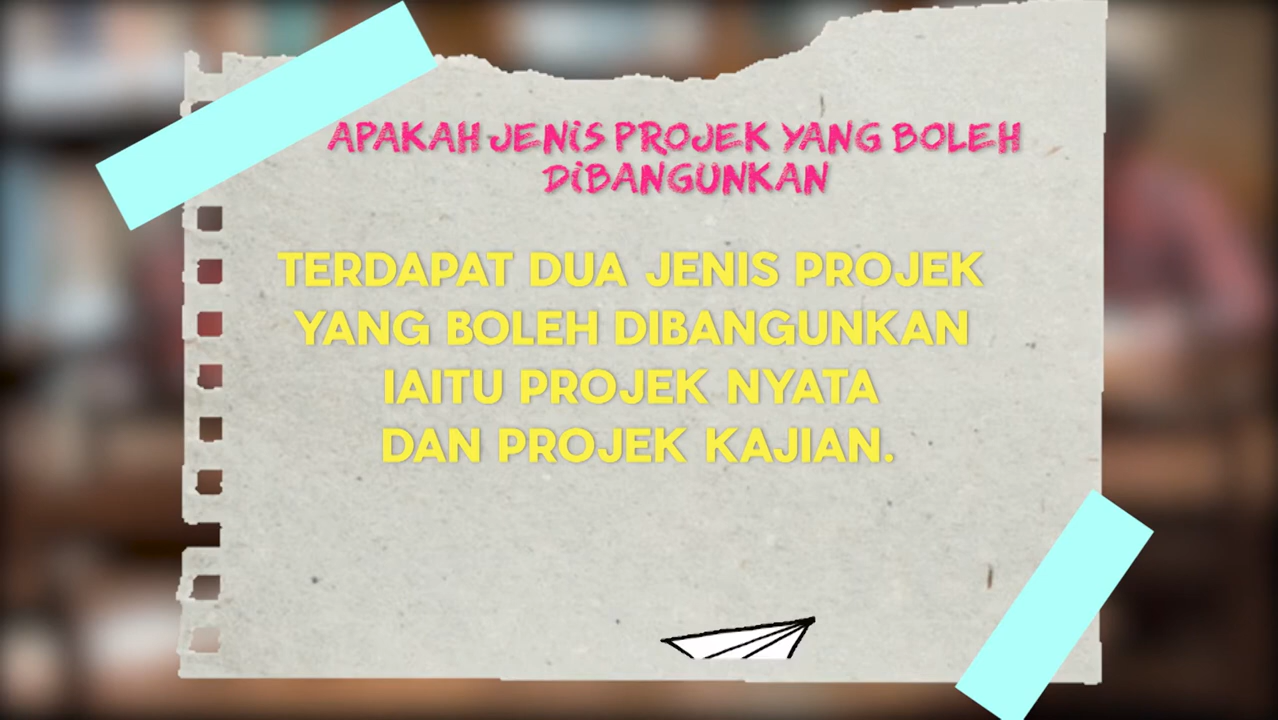 APAKAH JENIS PROJEK YANG BOLEH
DIBANGUNKAN
TERDAPAT DUA JENIS PROJEK
YANG BOLEH DIBANGUNKAN
IAITU PROJEK NYATA
DAN PROJEK KAJIAN.